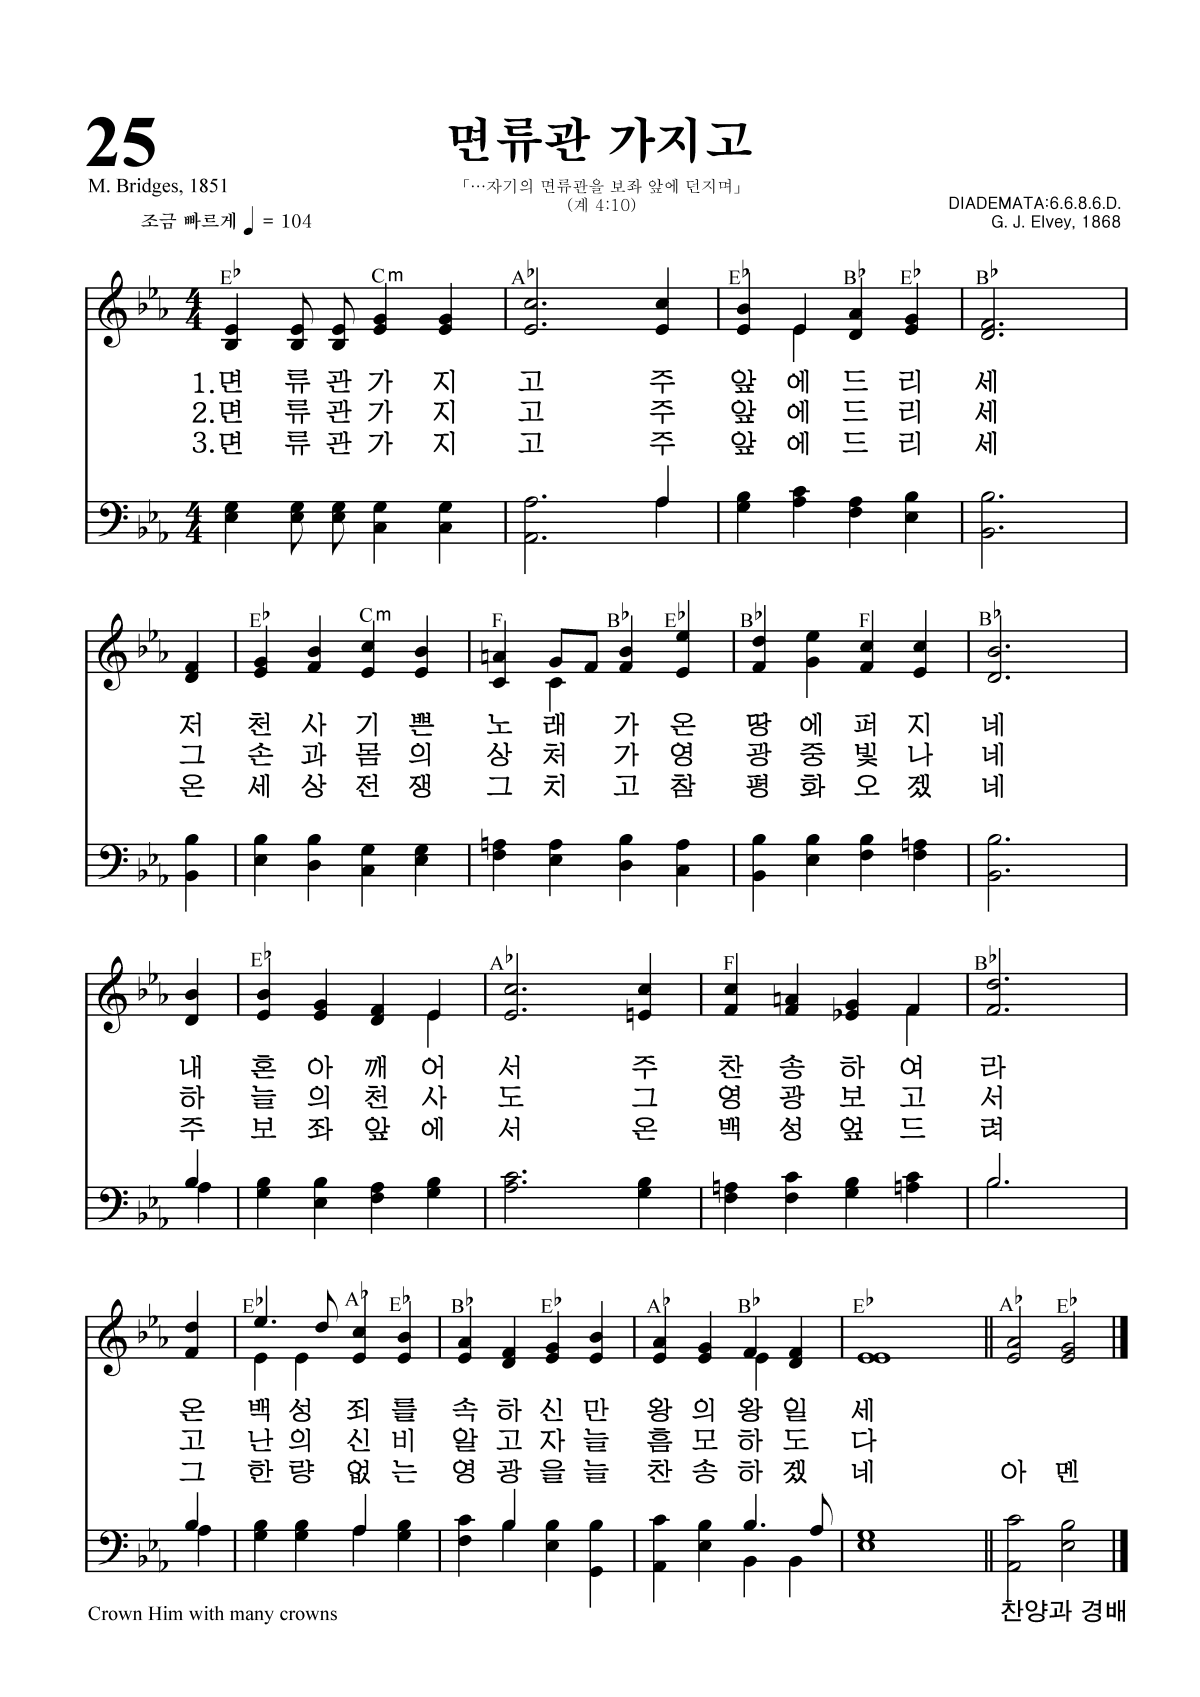 25
면류관 가지고
M. Bridges, 1851
「…자기의 면류관을 보좌 앞에 던지며」
(계 4:10)
조금 빠르게 ♩ = 104
DIADEMATA:6.6.8.6.D.
G. J. Elvey, 1868
E♭ Cm A♭ E♭ B♭ E♭ B♭
4
4
1.면 류 관 가 지 고 주 앞 에 드 리 세
2.면 류 관 가 지 고 주 앞 에 드 리 세
3.면 류 관 가 지 고 주 앞 에 드 리 세
4
4
E♭ Cm F B♭ E♭ B♭ F B♭
저 천 사 기 쁜 노 래 가 온 땅 에 퍼 지 네
그 손 과 몸 의 상 처 가 영 광 중 빛 나 네
온 세 상 전 쟁 그 치 고 참 평 화 오 겠 네
E♭ A♭ F B♭
내 혼 아 깨 어 서 주 찬 송 하 여 라
하 늘 의 천 사 도 그 영 광 보 고 서
주 보 좌 앞 에 서 온 백 성 엎 드 려
E♭ A♭ E♭ B♭ E♭ A♭ B♭ E♭ A♭ E♭
온 백 성 죄 를 속 하 신 만 왕 의 왕 일 세
고 난 의 신 비 알 고 자 늘 흠 모 하 도 다
그 한 량 없 는 영 광 을 늘 찬 송 하 겠 네 아 멘
Crown Him with many crowns
찬양과 경배